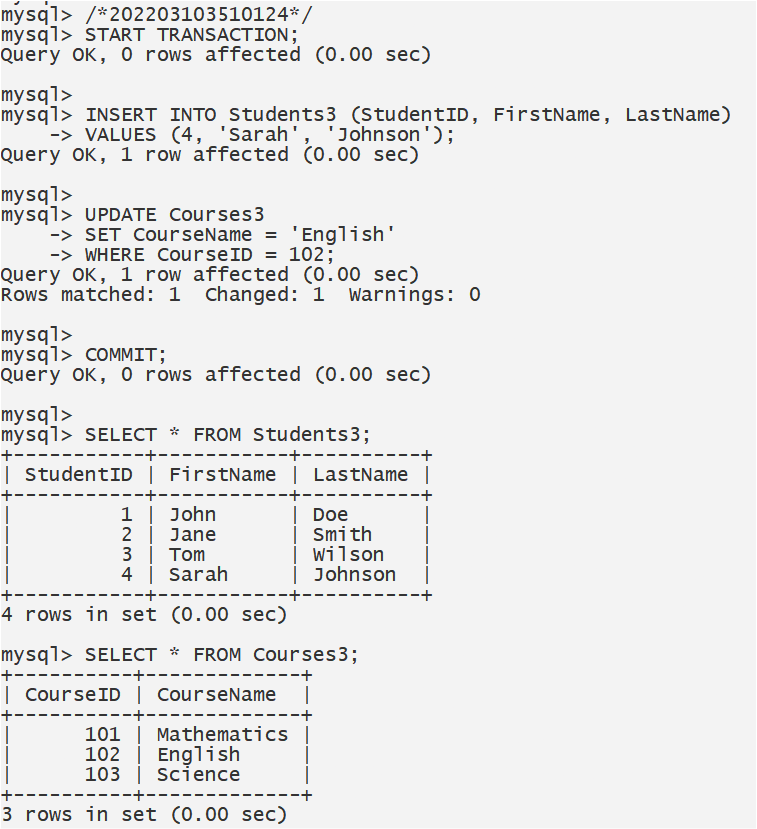 mysql> /*202203103510124*/
mysql> START TRANSACTION;
Query OK, 0 rows affected (0.00 sec)

mysql>
mysql> INSERT INTO Students3 (StudentID, FirstName, LastName)
    -> VALUES (4, 'Sarah', 'Johnson');
Query OK, 1 row affected (0.00 sec)

mysql>
mysql> UPDATE Courses3
    -> SET CourseName = 'English'
    -> WHERE CourseID = 102;
Query OK, 1 row affected (0.00 sec)
Rows matched: 1  Changed: 1  Warnings: 0

mysql>
mysql> COMMIT;
Query OK, 0 rows affected (0.00 sec)

mysql>
mysql> SELECT * FROM Students3;
+-----------+-----------+----------+
| StudentID | FirstName | LastName |
+-----------+-----------+----------+
|         1 | John      | Doe      |
|         2 | Jane      | Smith    |
|         3 | Tom       | Wilson   |
|         4 | Sarah     | Johnson  |
+-----------+-----------+----------+
4 rows in set (0.00 sec)

mysql> SELECT * FROM Courses3;
+----------+-------------+
| CourseID | CourseName  |
+----------+-------------+
|      101 | Mathematics |
|      102 | English     |
|      103 | Science     |
+----------+-------------+
3 rows in set (0.00 sec)